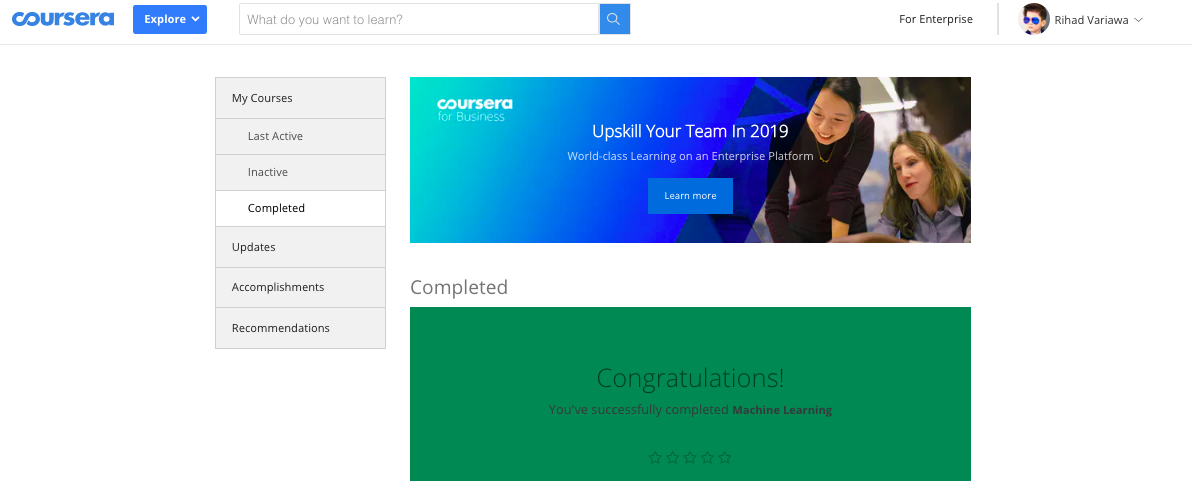 coursera
Explore
What do you want to learn?
For Enterprise
Rihad Variawa
My Courses
Last Active
Inactive
Completed
Updates
Accomplishments
Recommendations
coursera
for Business
Upskill Your Team In 2019
World-class Learning on an Enterprise Platform
Learn more
Completed
Congratulations!
You've successfully completed Machine Learning